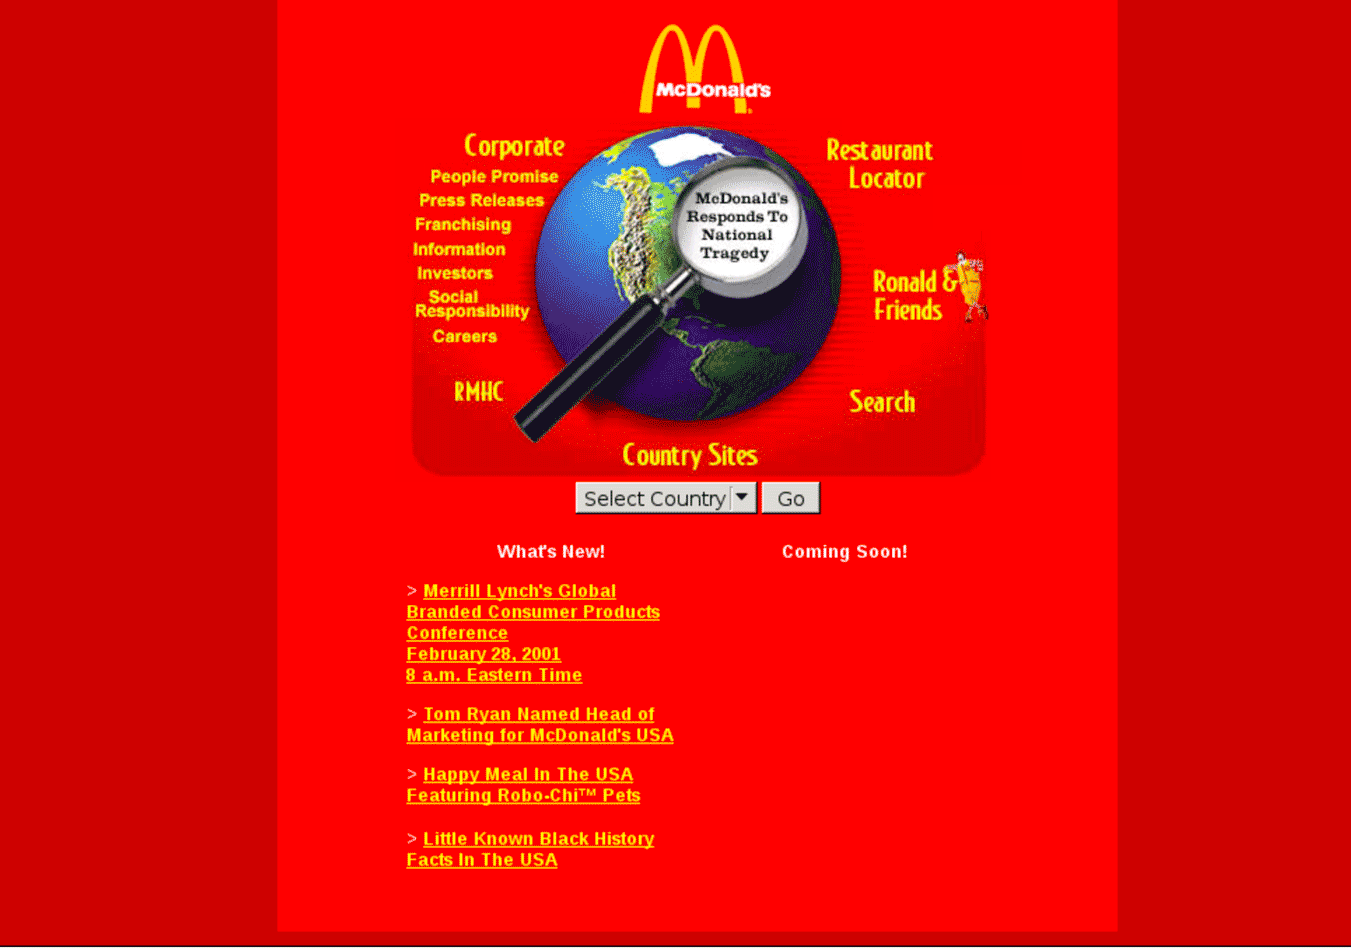 McDonald's
Corporate
People Promise
Press Releases
Franchising
Information
Investors
Social
Responsibility
Careers
RMHC
McDonald's
Responds To
National
Tragedy
Restaurant
Locator
Ronald &
Friends
Search
Country Sites
Select Country
Go
What's New!
> Merrill Lynch's Global
Branded Consumer Products
Conference
February 28, 2001
8 a.m. Eastern Time
> Tom Ryan Named Head of
Marketing for McDonald's USA
> Happy Meal In The USA
Featuring Robo-Chi™ Pets
> Little Known Black History
Facts In The USA
Coming Soon!